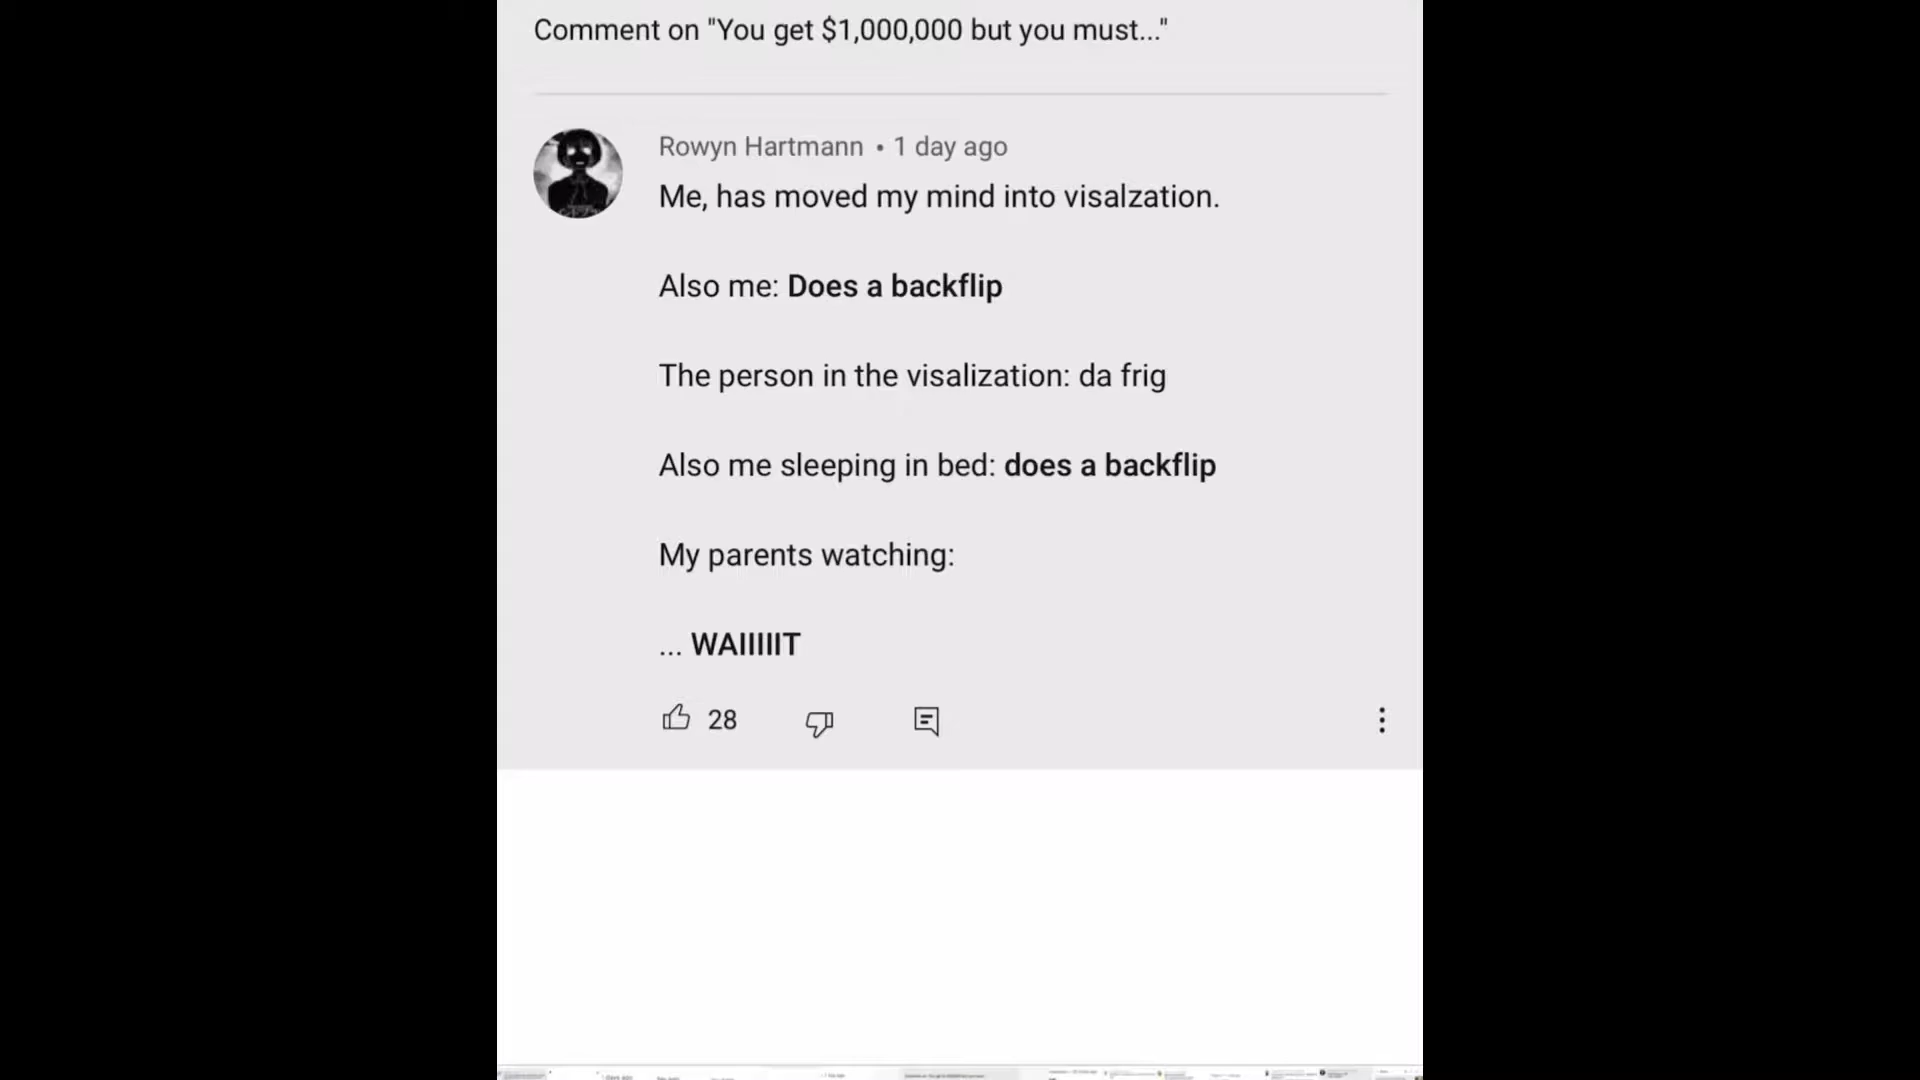 Comment on "You get $1,000,000 but you must..."
Rowyn Hartmann • 1 day ago
Me, has moved my mind into visalzation.
Also me: Does a backflip
The person in the visalization: da frig
Also me sleeping in bed: does a backflip
My parents watching:
... WAIIIIIT
28